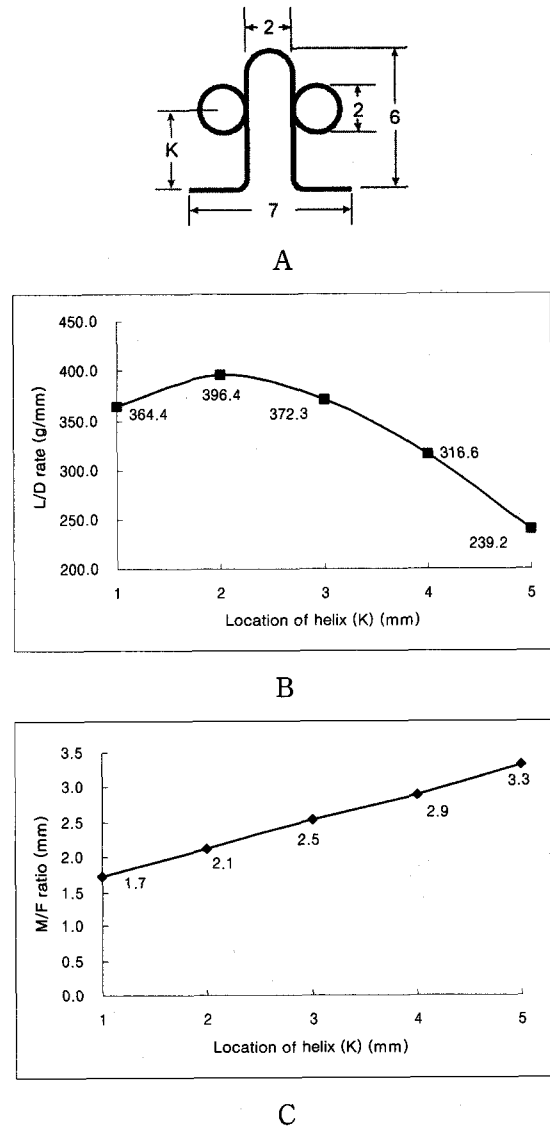 2
2
6
K
7
A
450.0
400.0
350.0
300.0
250.0
200.0
L/D rate (g/mm)
364.4
396.4
372.3
316.6
239.2
1 2 3 4 5
Location of helix (K) (mm)
B
3.5
3.0
2.5
2.0
1.5
1.0
0.5
0.0
M/F ratio (mm)
1.7
2.1
2.5
2.9
3.3
1 2 3 4 5
Location of helix (K) (mm)
C